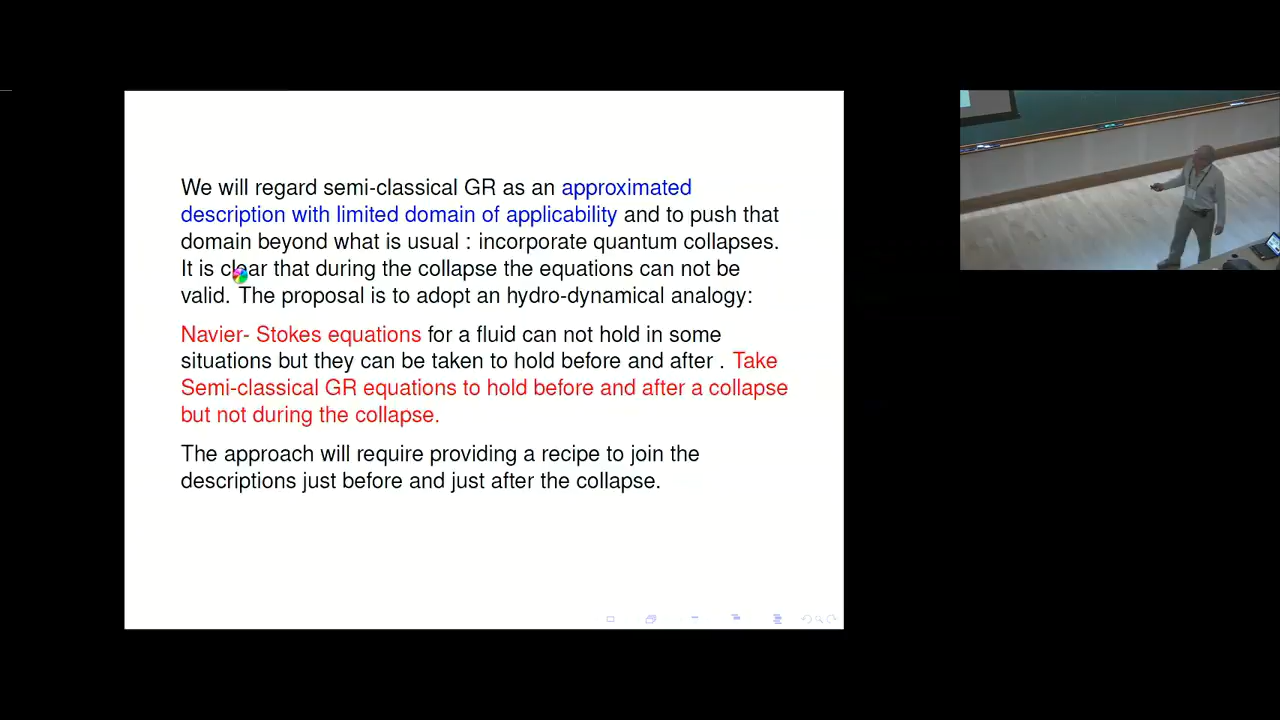 We will regard semi-classical GR as an approximated
description with limited domain of applicability and to push that
domain beyond what is usual : incorporate quantum collapses.
It is clear that during the collapse the equations can not be
valid. The proposal is to adopt an hydro-dynamical analogy:
Navier- Stokes equations for a fluid can not hold in some
situations but they can be taken to hold before and after . Take
Semi-classical GR equations to hold before and after a collapse
but not during the collapse.
The approach will require providing a recipe to join the
descriptions just before and just after the collapse.